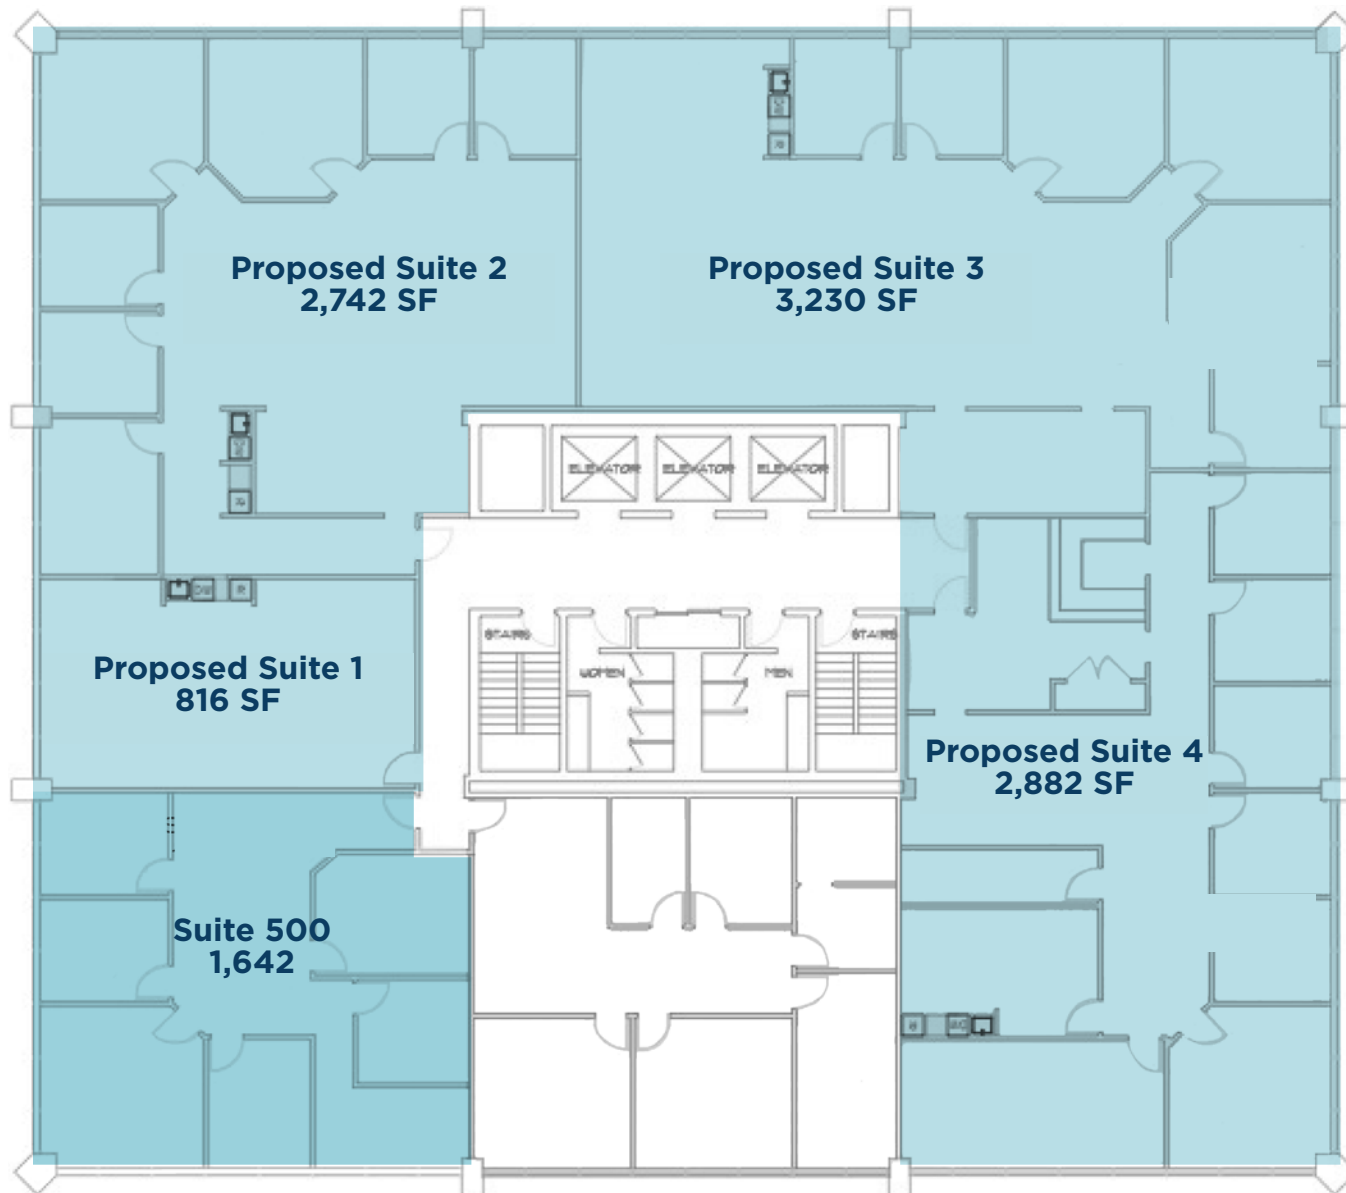 Proposed Suite 2
2,742 SF
Proposed Suite 3
3,230 SF
ELEVATOR
ELEVATOR
ELEVATOR
DW
R
STAIRS
STAIRS
WOMEN
MEN
Proposed Suite 1
816 SF
Proposed Suite 4
2,882 SF
Suite 500
1,642